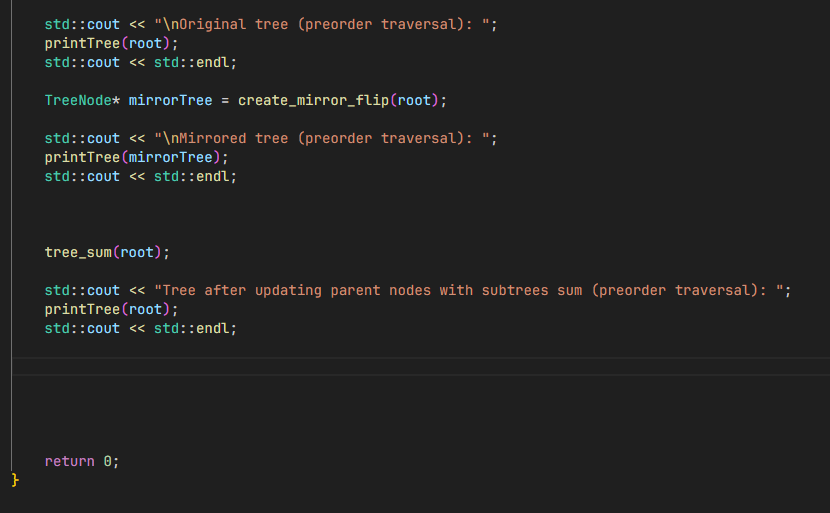 std::cout << "\nOriginal tree (preorder traversal): ";
printTree(root);
std::cout << std::endl;
TreeNode* mirrorTree = create_mirror_flip(root);
std::cout << "\nMirrored tree (preorder traversal): ";
printTree(mirrorTree);
std::cout << std::endl;
tree_sum(root);
std::cout << "Tree after updating parent nodes with subtrees sum (preorder traversal): ";
printTree(root);
std::cout << std::endl;
return 0;
}